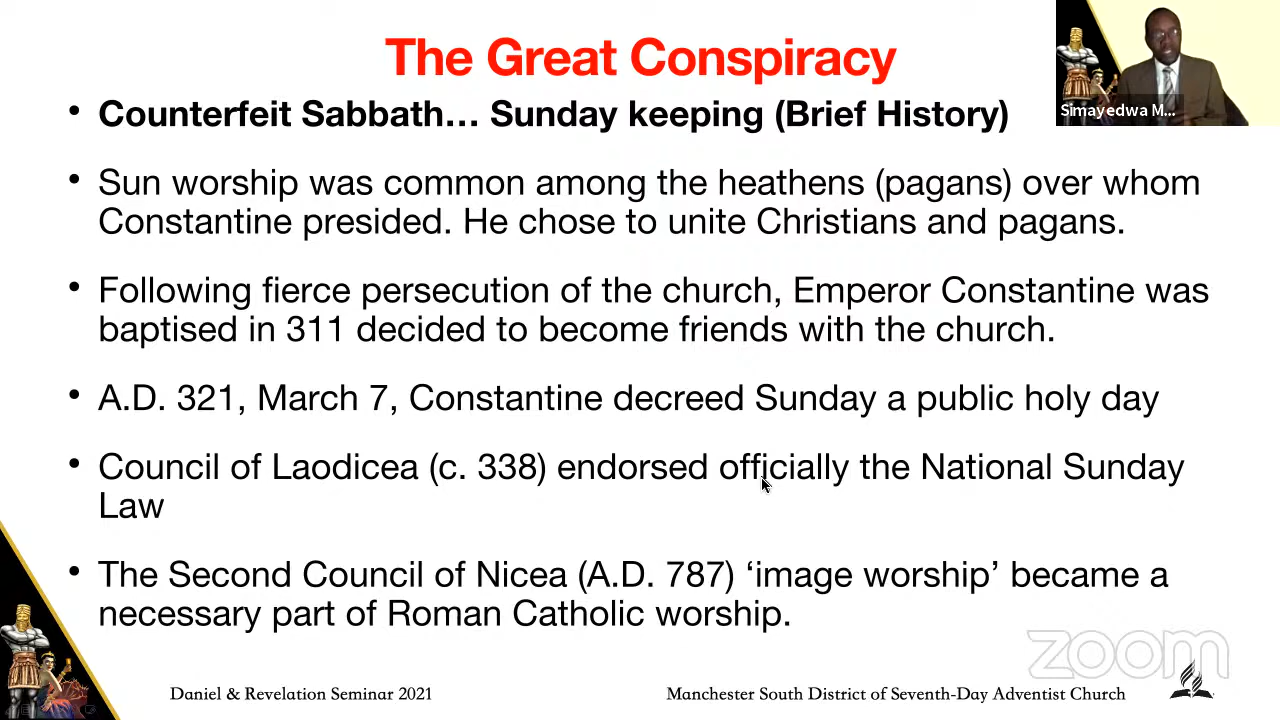 The Great Conspiracy
• Counterfeit Sabbath... Sunday keeping (Brief History)
Simayedwa M...
• Sun worship was common among the heathens (pagans) over whom
Constantine presided. He chose to unite Christians and pagans.
• Following fierce persecution of the church, Emperor Constantine was
baptised in 311 decided to become friends with the church.
• A.D. 321, March 7, Constantine decreed Sunday a public holy day
• Council of Laodicea (c. 338) endorsed officially the National Sunday
Law
• The Second Council of Nicea (A.D. 787) ‘image worship’ became a
necessary part of Roman Catholic worship.
zoom
Daniel & Revelation Seminar 2021
Manchester South District of Seventh-Day Adventist Church